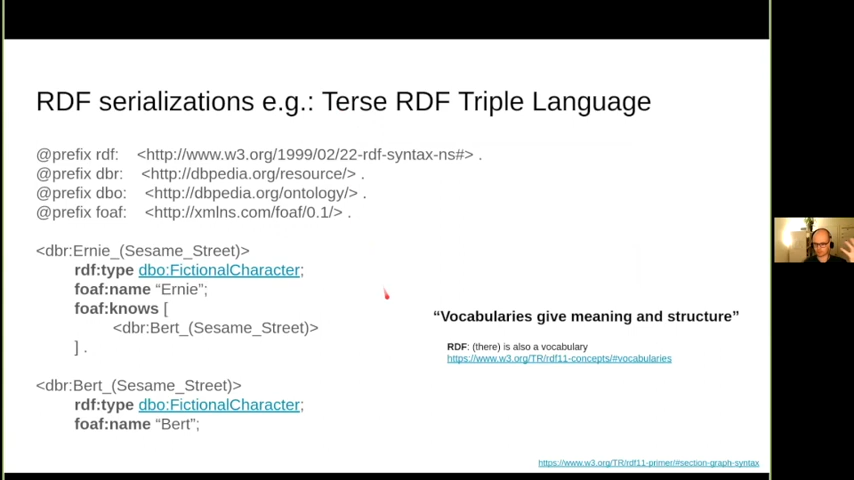 RDF serializations e.g.: Terse RDF Triple Language
@prefix rdf: <http://www.w3.org/1999/02/22-rdf-syntax-ns#> .
@prefix dbr: <http://dbpedia.org/resource/> .
@prefix dbo: <http://dbpedia.org/ontology/> .
@prefix foaf: <http://xmlns.com/foaf/0.1/> .
<dbr:Ernie_(Sesame_Street)>
rdf:type dbo:FictionalCharacter;
foaf:name “Ernie”;
foaf:knows [
<dbr:Bert_(Sesame_Street)>
] .
<dbr:Bert_(Sesame_Street)>
rdf:type dbo:FictionalCharacter;
foaf:name “Bert”;
“Vocabularies give meaning and structure”
RDF: (there) is also a vocabulary
https://www.w3.org/TR/rdf11-concepts/#vocabularies
https://www.w3.org/TR/rdf11-primer/#section-graph-syntax